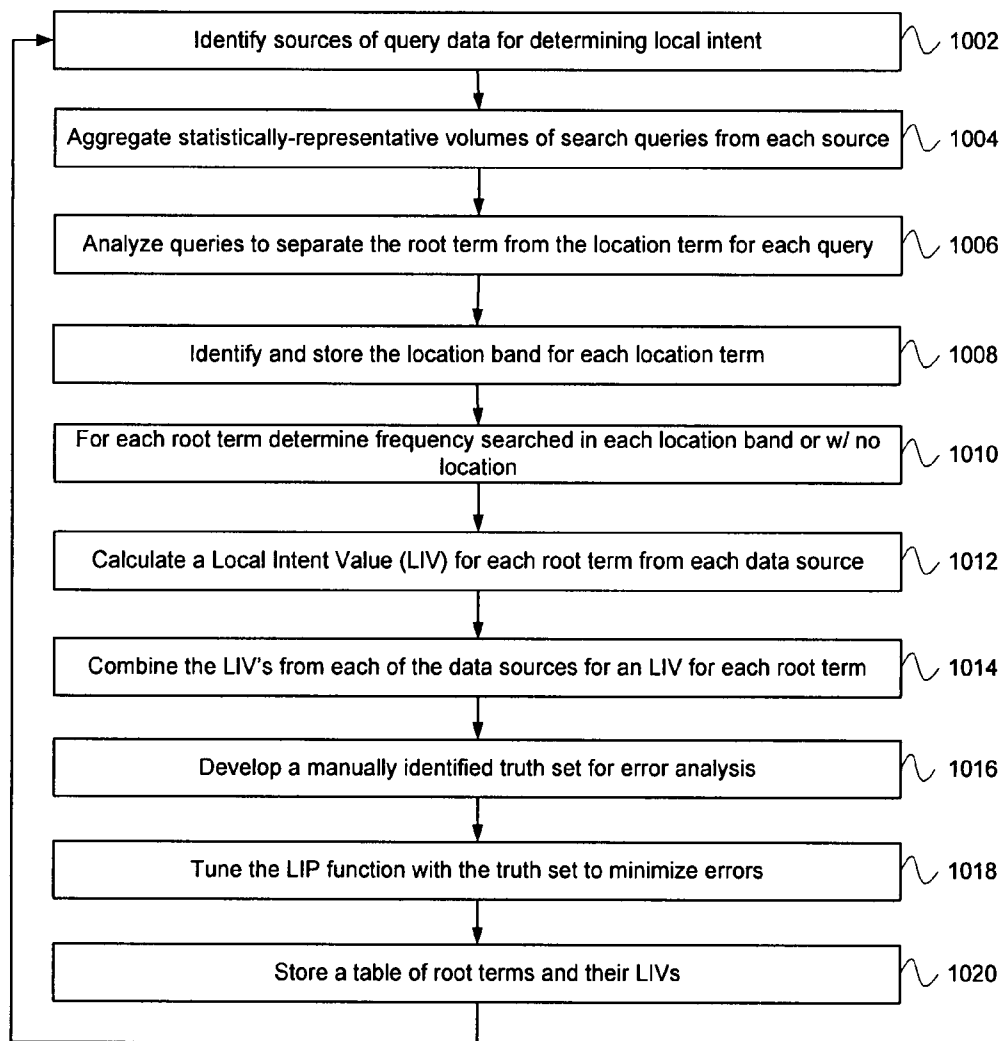 Identify sources of query data for determining local intent
1002
Aggregate statistically-representative volumes of search queries from each source
1004
Analyze queries to separate the root term from the location term for each query
1006
Identify and store the location band for each location term
1008
For each root term determine frequency searched in each location band or w/ no
location
1010
Calculate a Local Intent Value (LIV) for each root term from each data source
1012
Combine the LIV's from each of the data sources for an LIV for each root term
1014
Develop a manually identified truth set for error analysis
1016
Tune the LIP function with the truth set to minimize errors
1018
Store a table of root terms and their LIVs
1020